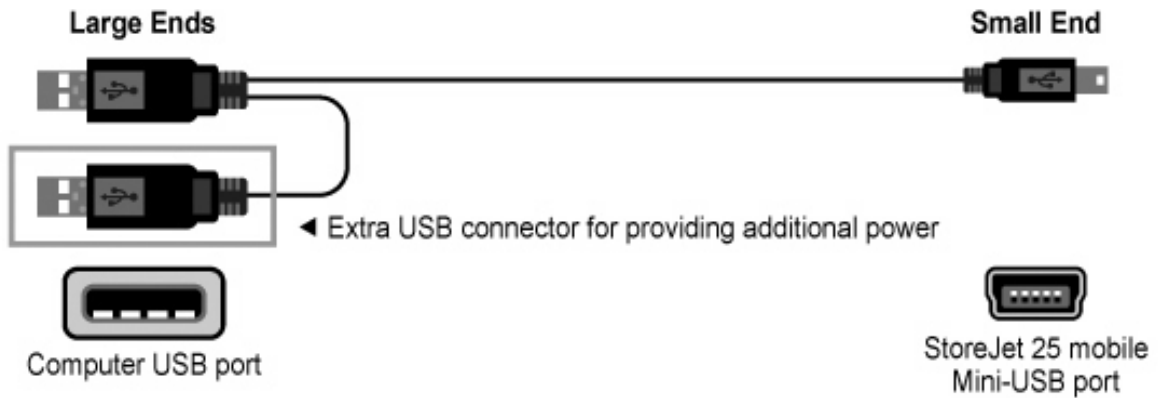 Large Ends
Small End
◄ Extra USB connector for providing additional power
Computer USB port
StoreJet 25 mobile
Mini-USB port